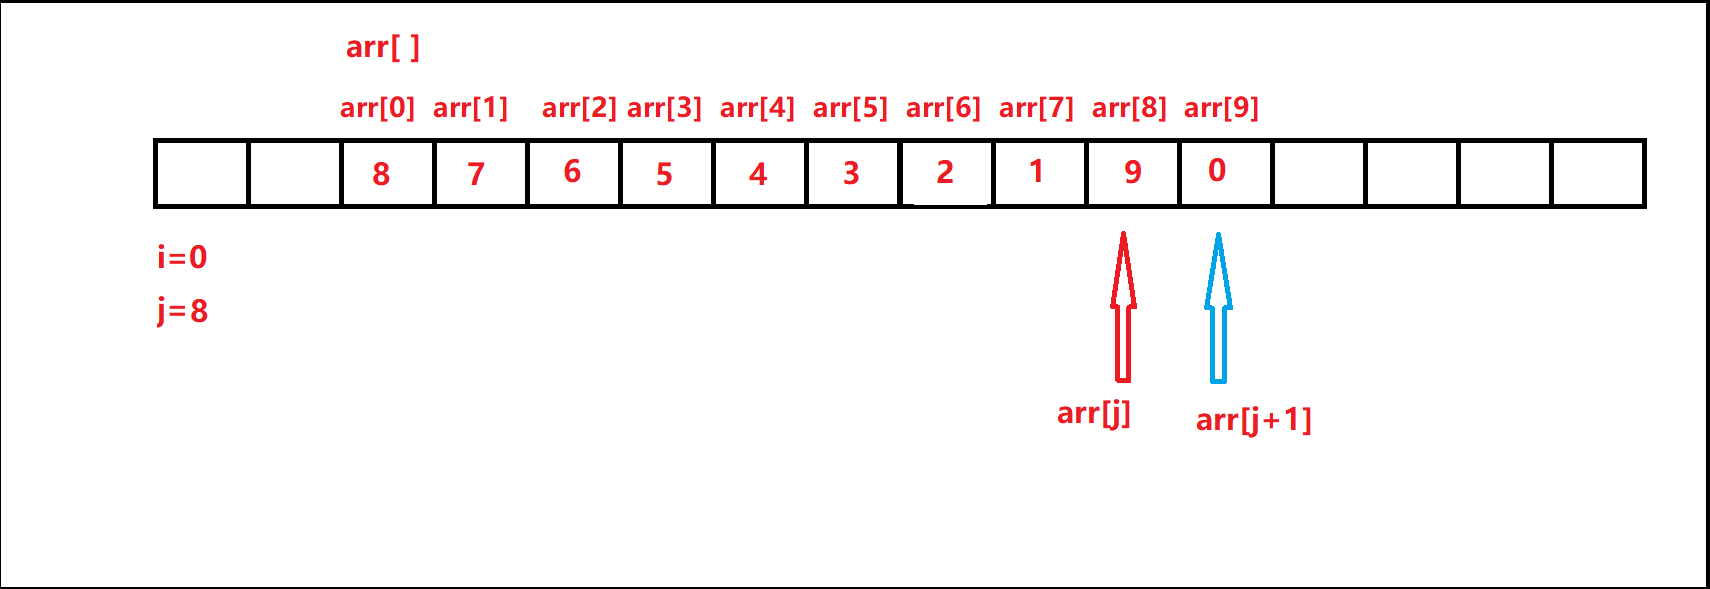 arr[ ]
arr[0] arr[1] arr[2] arr[3] arr[4] arr[5] arr[6] arr[7] arr[8] arr[9]
8 7 6 5 4 3 2 1 9 0
i=0
j=8
arr[j] arr[j+1]